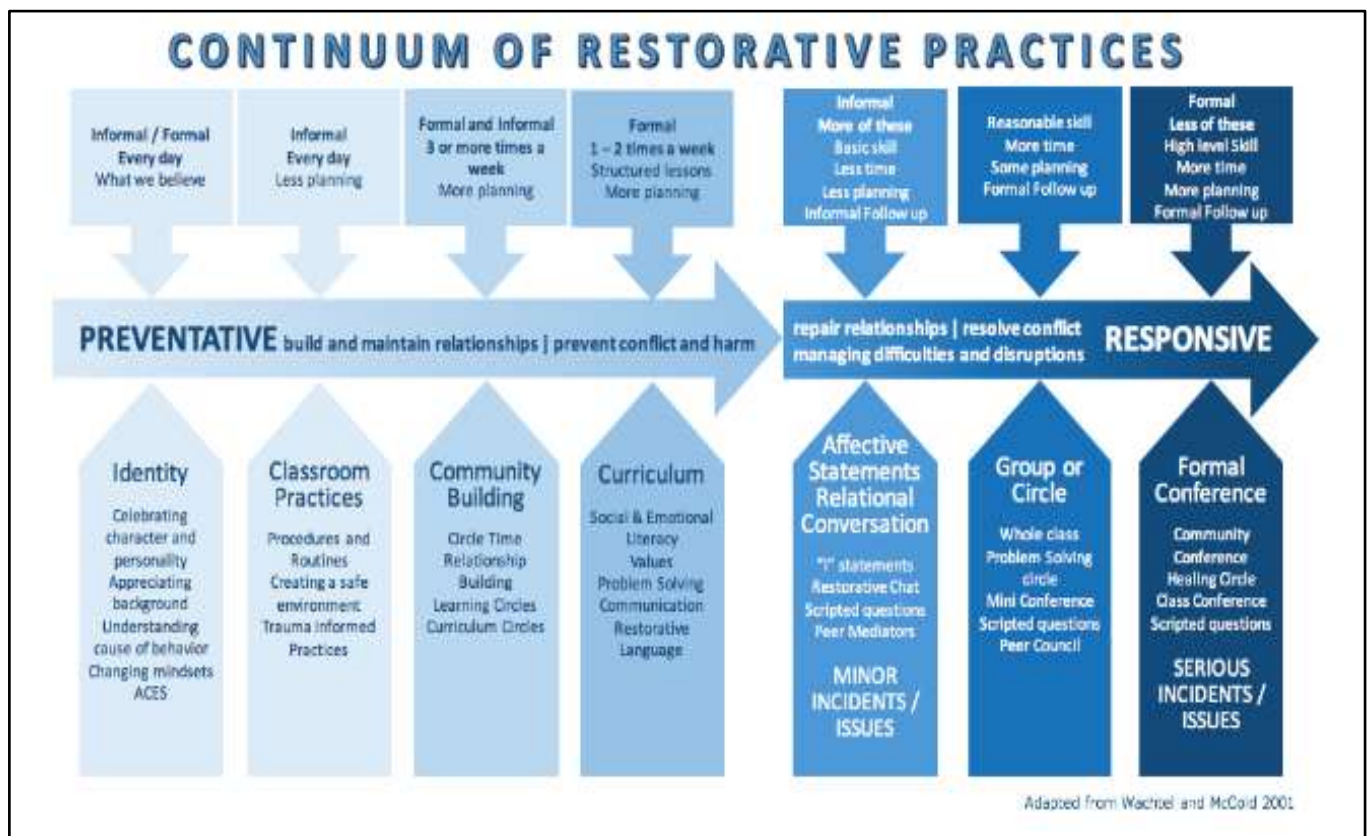 CONTINUUM OF RESTORATIVE PRACTICES
Informal / Formal
Every day
What we believe
Informal
Every day
Less planning
Formal and Informal
3 or more times a
week
More planning
Formal
1 – 2 times a week
Structured lessons
More planning
Informal
More of these
Basic skill
Less time
Less planning
Informal Follow up
Reasonable skill
More time
Some planning
Formal Follow up
Formal
Less of these
High level Skill
More time
More planning
Formal Follow up
PREVENTATIVE build and maintain relationships | prevent conflict and harm
repair relationships | resolve conflict
managing difficulties and disruptions
RESPONSIVE
Identity
Celebrating
character and
personality
Appreciating
background
Understanding
cause of behavior
Changing mindsets
ACES
Classroom
Practices
Procedures and
Routines
Creating a safe
environment
Trauma Informed
Practices
Community
Building
Circle Time
Relationship
Building
Learning Circles
Curriculum Circles
Curriculum
Social & Emotional
Literacy
Values
Problem Solving
Communication
Restorative
Language
Affective
Statements
Relational
Conversation
"I" statements
Restorative Chat
Scripted questions
Peer Mediators
MINOR
INCIDENTS /
ISSUES
Group or
Circle
Whole class
Problem Solving
circle
Mini Conference
Scripted questions
Peer Council
Formal
Conference
Community
Conference
Healing Circle
Class Conference
Scripted questions
SERIOUS
INCIDENTS /
ISSUES
Adapted from Wachtel and McCold 2001